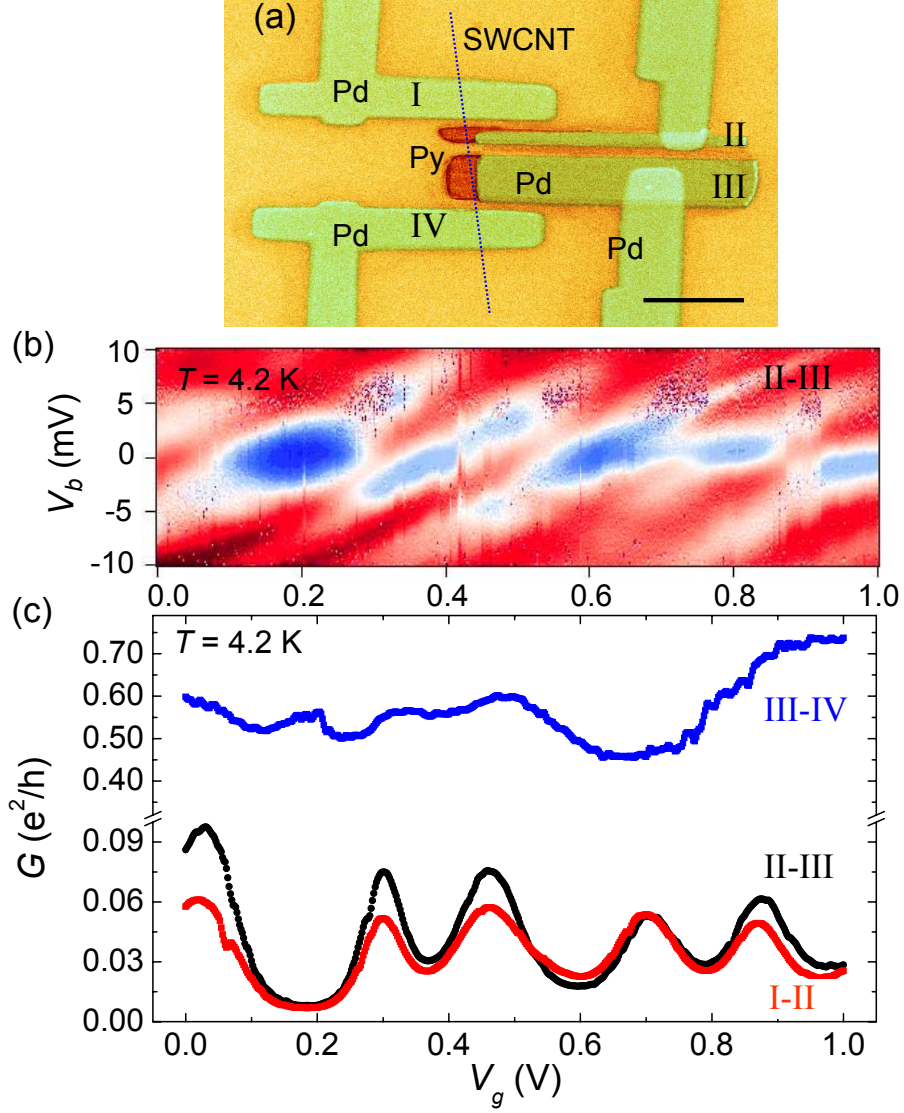 (a)
SWCNT
Pd
I
II
Py
Pd
III
Pd
IV
Pd
(b)
T = 4.2 K
II-III
10
5
0
-5
-10
V_b (mV)
0.0 0.2 0.4 0.6 0.8 1.0
(c)
T = 4.2 K
0.70
0.60
0.50
0.40
0.09
0.06
0.03
0.00
G (e²/h)
III-IV
II-III
I-II
0.0 0.2 0.4 0.6 0.8 1.0
V_g (V)